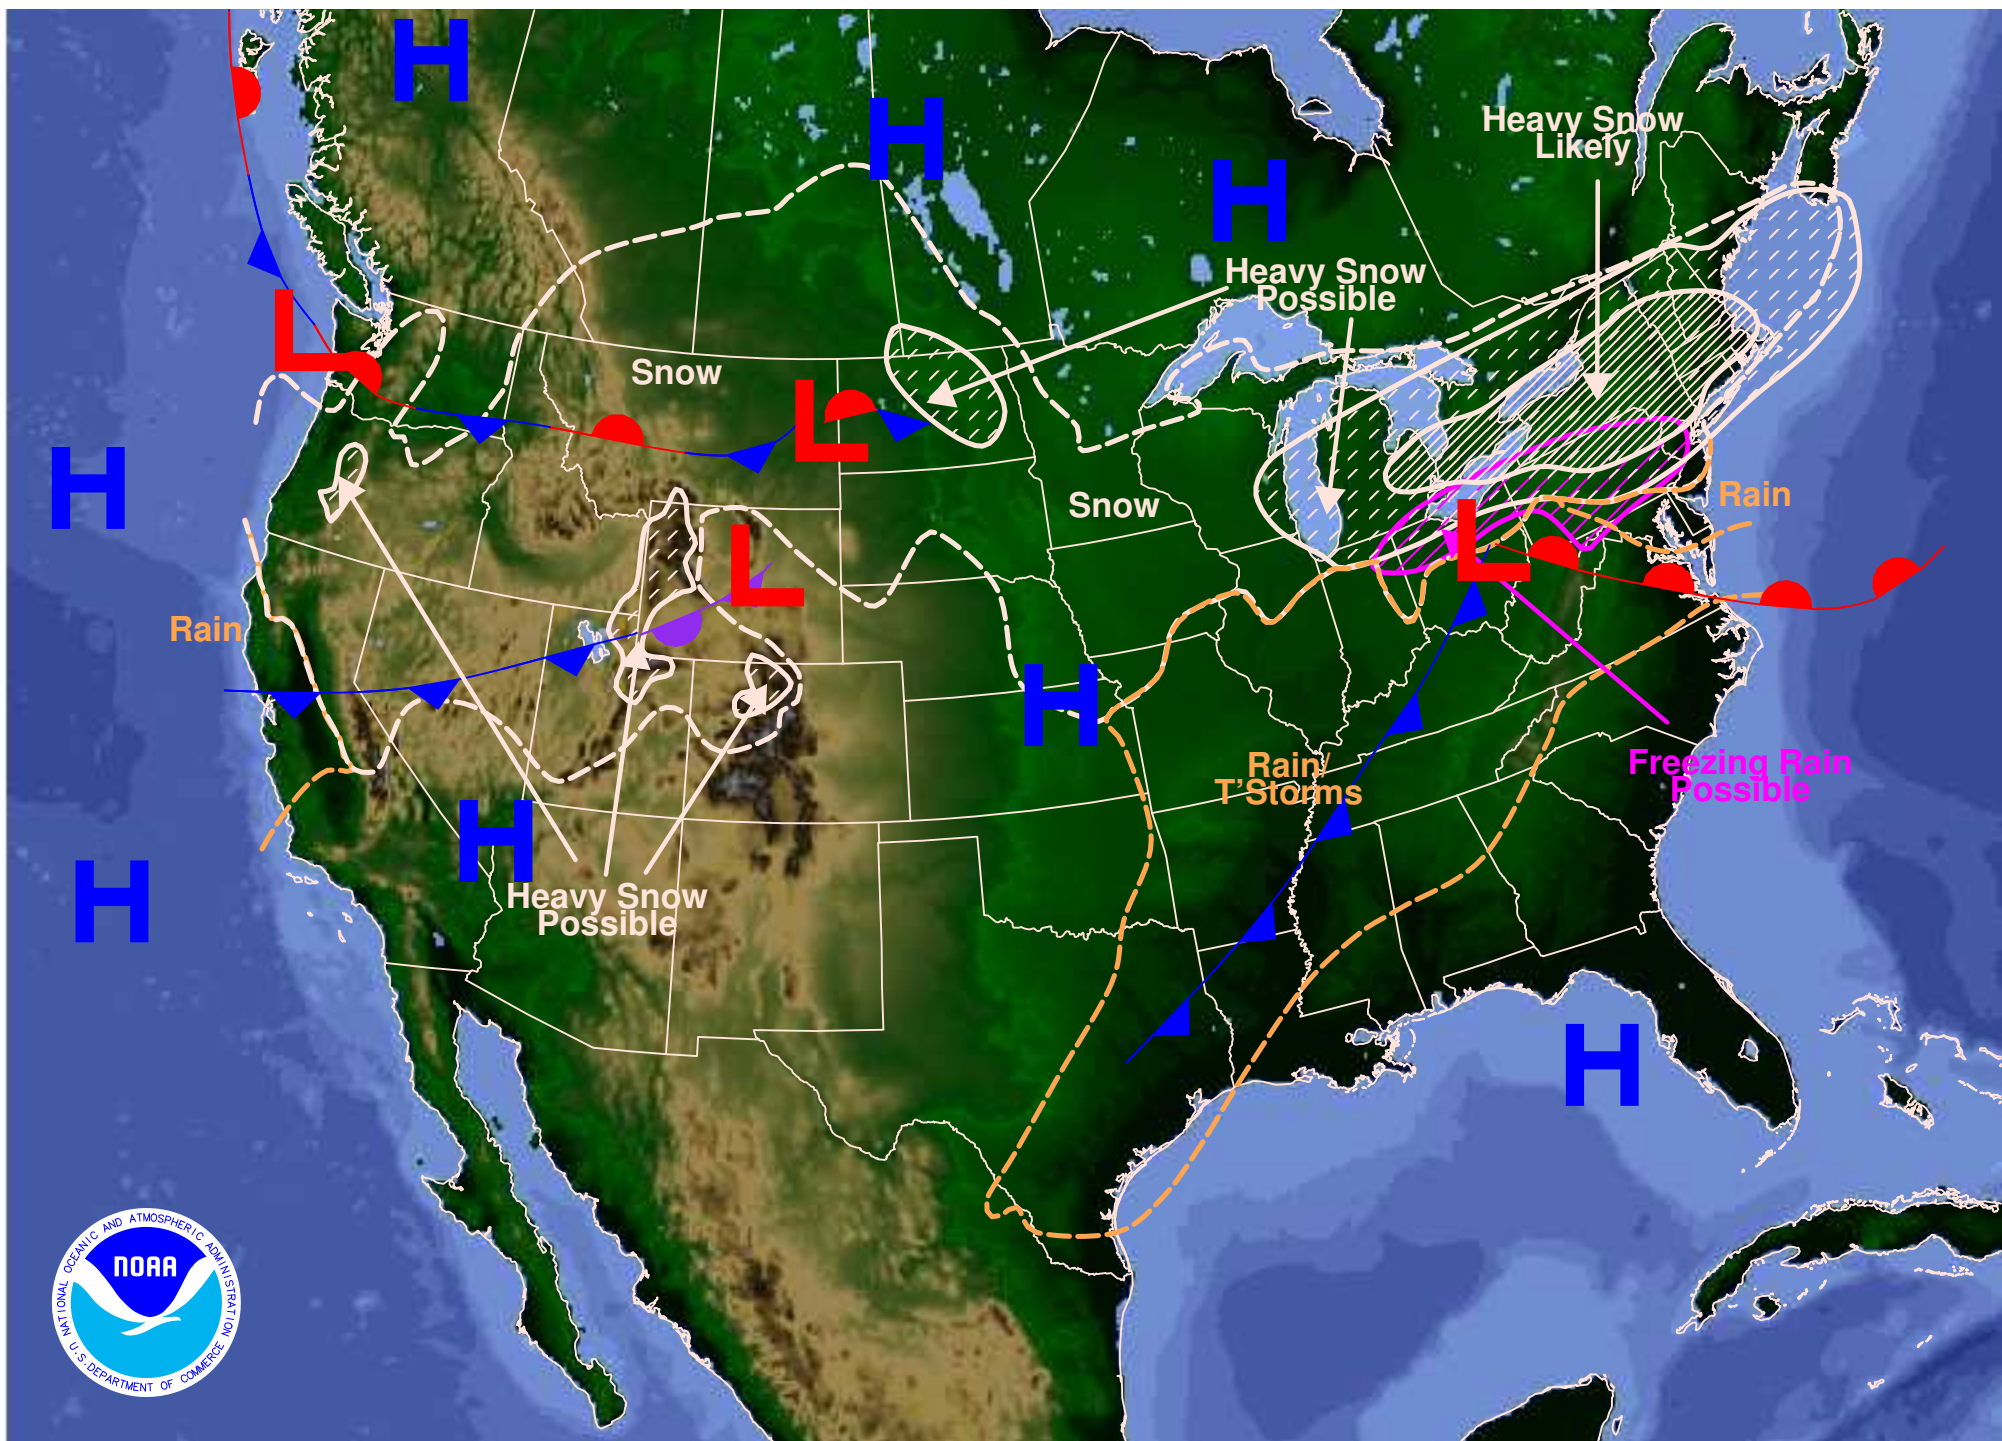 H
H
Heavy Snow
Likely
H
Heavy Snow
Possible
L
Snow
L
H
Snow
Rain
L
L
Rain
H
Rain/
T'Storms
Freezing Rain
Possible
H
H
Heavy Snow
Possible
H
NATIONAL OCEANIC AND ATMOSPHERIC ADMINISTRATION
NOAA
U.S. DEPARTMENT OF COMMERCE